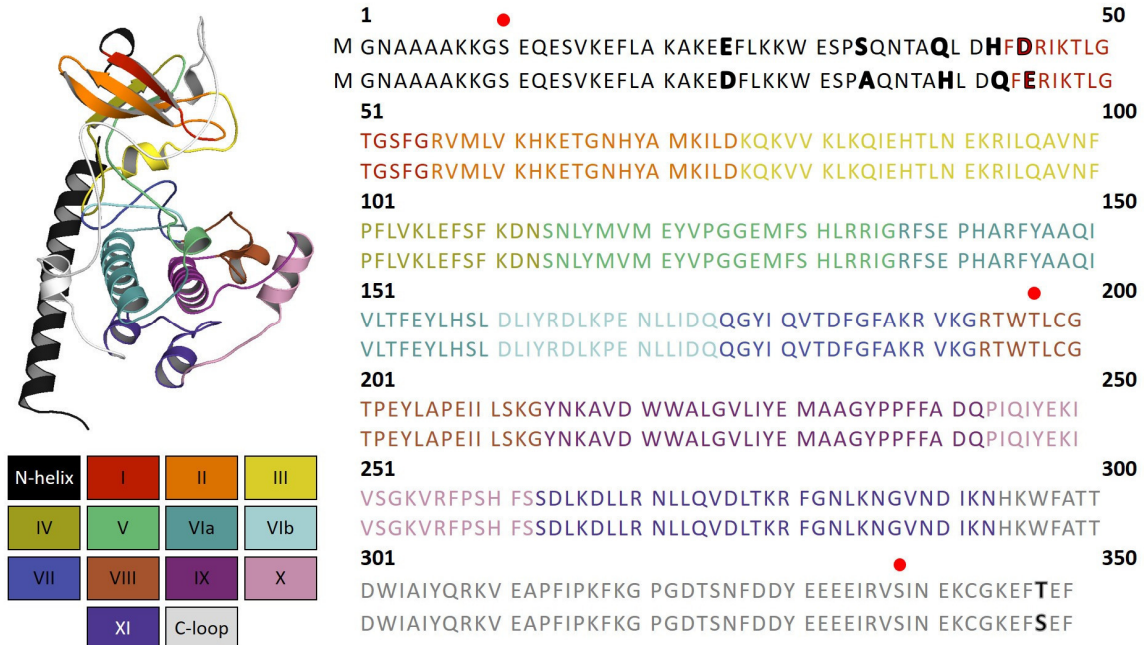 1 50
M GNAAAAKKGS EQESVKEFLA KAKEEFLKKW ESPSQNTAQL DHFDRIKTLG
M GNAAAAKKGS EQESVKEFLA KAKEDFLKKW ESPAQNTAHL DQFERIKTLG
51 100
TGSFGRVMLV KHKETGNHYA MKILDKQKVV KLKQIEHTLN EKRILQAVNF
TGSFGRVMLV KHKETGNHYA MKILDKQKVV KLKQIEHTLN EKRILQAVNF
101 150
PFLVKLEFSF KDNSNLYMVM EYVPGGEMFS HLRRIGRFSE PHARFYAAQI
PFLVKLEFSF KDNSNLYMVM EYVPGGEMFS HLRRIGRFSE PHARFYAAQI
151 200
VLTFEYLHSL DLIYRDLKPE NLLIDQQGYI QVTDFGFAKR VKGRTWTLCG
VLTFEYLHSL DLIYRDLKPE NLLIDQQGYI QVTDFGFAKR VKGRTWTLCG
201 250
TPEYLAPEII LSKGYNKAVD WWALGVLIYE MAAGYPPFFA DQPIQIYEKI
TPEYLAPEII LSKGYNKAVD WWALGVLIYE MAAGYPPFFA DQPIQIYEKI
251 300
VSGKVRFPSH FSSDLKDLLR NLLQVDLTKR FGNLKNGVND IKNHKWFATT
VSGKVRFPSH FSSDLKDLLR NLLQVDLTKR FGNLKNGVND IKNHKWFATT
301 350
DWIAIYQRKV EAPFIPKFKG PGDTSNFDDY EEEEIRVSIN EKCGKEFTEF
DWIAIYQRKV EAPFIPKFKG PGDTSNFDDY EEEEIRVSIN EKCGKEFSEF
N-helix I II III
IV V VIa VIb
VII VIII IX X
XI C-loop